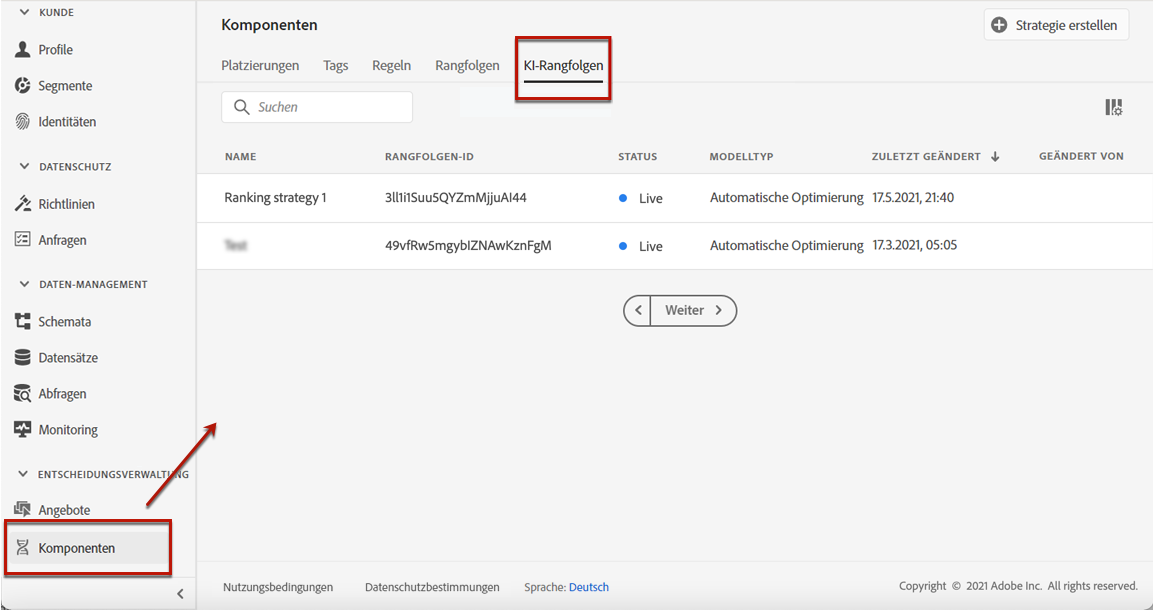 KUNDE
Profile
Segmente
Identitäten
DATENSCHUTZ
Richtlinien
Anfragen
DATEN-MANAGEMENT
Schemata
Datensätze
Abfragen
Monitoring
ENTSCHEIDUNGSVERWALTUNG
Angebote
Komponenten
Komponenten
Strategie erstellen
Platzierungen Tags Regeln Rangfolgen KI-Rangfolgen
Suchen
NAME RANGFOLGEN-ID STATUS MODELLTYP ZULETZT GEÄNDERT GEÄNDERT VON
Ranking strategy 1 Live Automatische Optimierung 17.5.2021, 21:40
Test Live Automatische Optimierung 17.3.2021, 05:05
Weiter
Nutzungsbedingungen Datenschutzbestimmungen Sprache: Deutsch Copyright © 2021 Adobe Inc. All rights reserved.